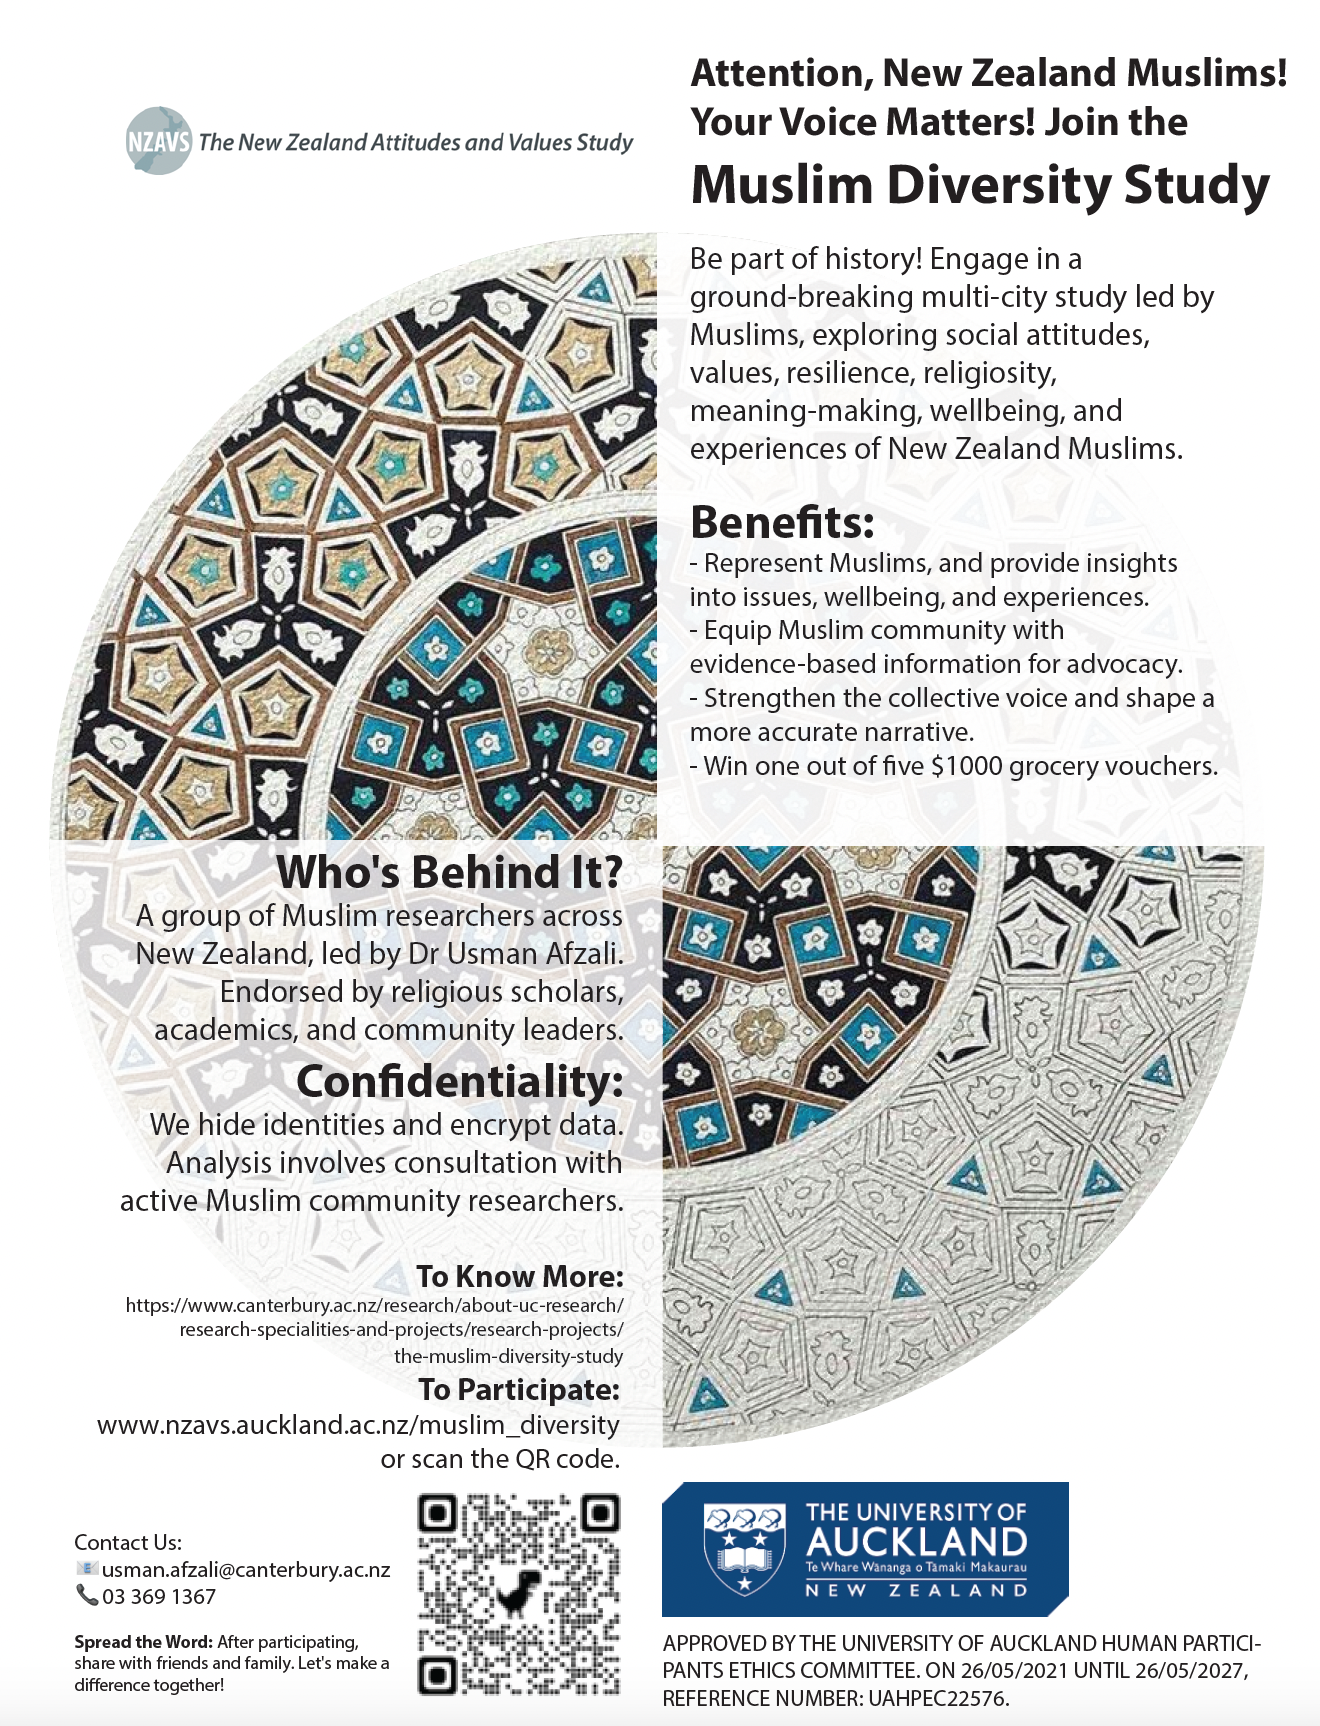 NZAVS The New Zealand Attitudes and Values Study
Attention, New Zealand Muslims!
Your Voice Matters! Join the
Muslim Diversity Study
Be part of history! Engage in a
ground-breaking multi-city study led by
Muslims, exploring social attitudes,
values, resilience, religiosity,
meaning-making, wellbeing, and
experiences of New Zealand Muslims.
Benefits:
- Represent Muslims, and provide insights
into issues, wellbeing, and experiences.
- Equip Muslim community with
evidence-based information for advocacy.
- Strengthen the collective voice and shape a
more accurate narrative.
- Win one out of five $1000 grocery vouchers.
Who's Behind It?
A group of Muslim researchers across
New Zealand, led by Dr Usman Afzali.
Endorsed by religious scholars,
academics, and community leaders.
Confidentiality:
We hide identities and encrypt data.
Analysis involves consultation with
active Muslim community researchers.
To Know More:
https://www.canterbury.ac.nz/research/about-uc-research/
research-specialities-and-projects/research-projects/
the-muslim-diversity-study
To Participate:
www.nzavs.auckland.ac.nz/muslim_diversity
or scan the QR code.
Contact Us:
usman.afzali@canterbury.ac.nz
03 369 1367
Spread the Word: After participating,
share with friends and family. Let's make a
difference together!
THE UNIVERSITY OF
AUCKLAND
Te Whare Wānanga o Tāmaki Makaurau
NEW ZEALAND
APPROVED BY THE UNIVERSITY OF AUCKLAND HUMAN PARTICI-
PANTS ETHICS COMMITTEE. ON 26/05/2021 UNTIL 26/05/2027,
REFERENCE NUMBER: UAHPEC22576.